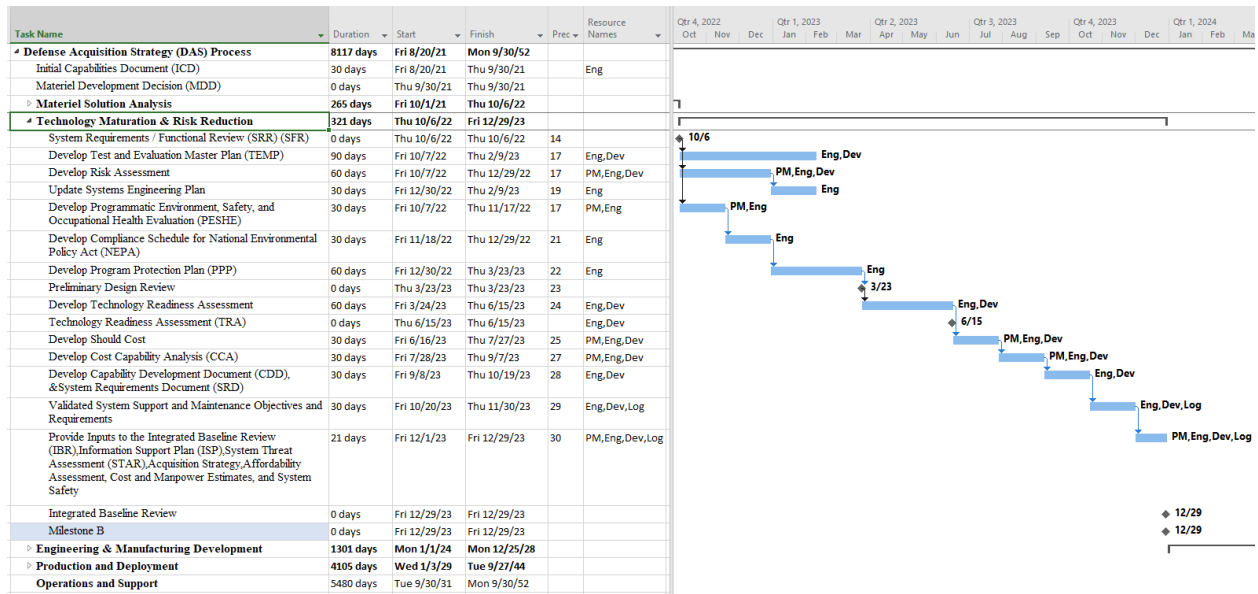 Task Name Duration Start Finish Prec Resource Names Qtr 4, 2022 Qtr 1, 2023 Qtr 2, 2023 Qtr 3, 2023 Qtr 4, 2023 Qtr 1, 2024
Oct Nov Dec Jan Feb Mar Apr May Jun Jul Aug Sep Oct Nov Dec Jan Feb Ma
Defense Acquisition Strategy (DAS) Process 8117 days Fri 8/20/21 Mon 9/30/52
Initial Capabilities Document (ICD) 30 days Fri 8/20/21 Thu 9/30/21 Eng
Materiel Development Decision (MDD) 0 days Thu 9/30/21 Thu 9/30/21
Materiel Solution Analysis 265 days Fri 10/1/21 Thu 10/6/22
Technology Maturation & Risk Reduction 321 days Thu 10/6/22 Fri 12/29/23
System Requirements / Functional Review (SRR) (SFR) 0 days Thu 10/6/22 Thu 10/6/22 14 10/6
Develop Test and Evaluation Master Plan (TEMP) 90 days Fri 10/7/22 Thu 2/9/23 17 Eng,Dev Eng,Dev
Develop Risk Assessment 60 days Fri 10/7/22 Thu 12/29/22 17 PM,Eng,Dev PM,Eng,Dev
Update Systems Engineering Plan 30 days Fri 12/30/22 Thu 2/9/23 19 Eng Eng
Develop Programmatic Environment, Safety, and 30 days Fri 10/7/22 Thu 11/17/22 17 PM,Eng PM,Eng
Occupational Health Evaluation (PESHE)
Develop Compliance Schedule for National Environmental 30 days Fri 11/18/22 Thu 12/29/22 21 Eng Eng
Policy Act (NEPA)
Develop Program Protection Plan (PPP) 60 days Fri 12/30/22 Thu 3/23/23 22 Eng Eng
Preliminary Design Review 0 days Thu 3/23/23 Thu 3/23/23 23 3/23
Develop Technology Readiness Assessment 60 days Fri 3/24/23 Thu 6/15/23 24 Eng,Dev Eng,Dev
Technology Readiness Assessment (TRA) 0 days Thu 6/15/23 Thu 6/15/23 Eng,Dev 6/15
Develop Should Cost 30 days Fri 6/16/23 Thu 7/27/23 25 PM,Eng,Dev PM,Eng,Dev
Develop Cost Capability Analysis (CCA) 30 days Fri 7/28/23 Thu 9/7/23 27 PM,Eng,Dev PM,Eng,Dev
Develop Capability Development Document (CDD), 30 days Fri 9/8/23 Thu 10/19/23 28 Eng,Dev Eng,Dev
&System Requirements Document (SRD)
Validated System Support and Maintenance Objectives and 30 days Fri 10/20/23 Thu 11/30/23 29 Eng,Dev,Log Eng,Dev,Log
Requirements
Provide Inputs to the Integrated Baseline Review 21 days Fri 12/1/23 Fri 12/29/23 30 PM,Eng,Dev,Log PM,Eng,Dev,Log
(IBR),Information Support Plan (ISP),System Threat
Assessment (STAR),Acquisition Strategy,Affordability
Assessment, Cost and Manpower Estimates, and System
Safety
Integrated Baseline Review 0 days Fri 12/29/23 Fri 12/29/23 12/29
Milestone B 0 days Fri 12/29/23 Fri 12/29/23 12/29
Engineering & Manufacturing Development 1301 days Mon 1/1/24 Mon 12/25/28
Production and Deployment 4105 days Wed 1/3/29 Tue 9/27/44
Operations and Support 5480 days Tue 9/30/31 Mon 9/30/52